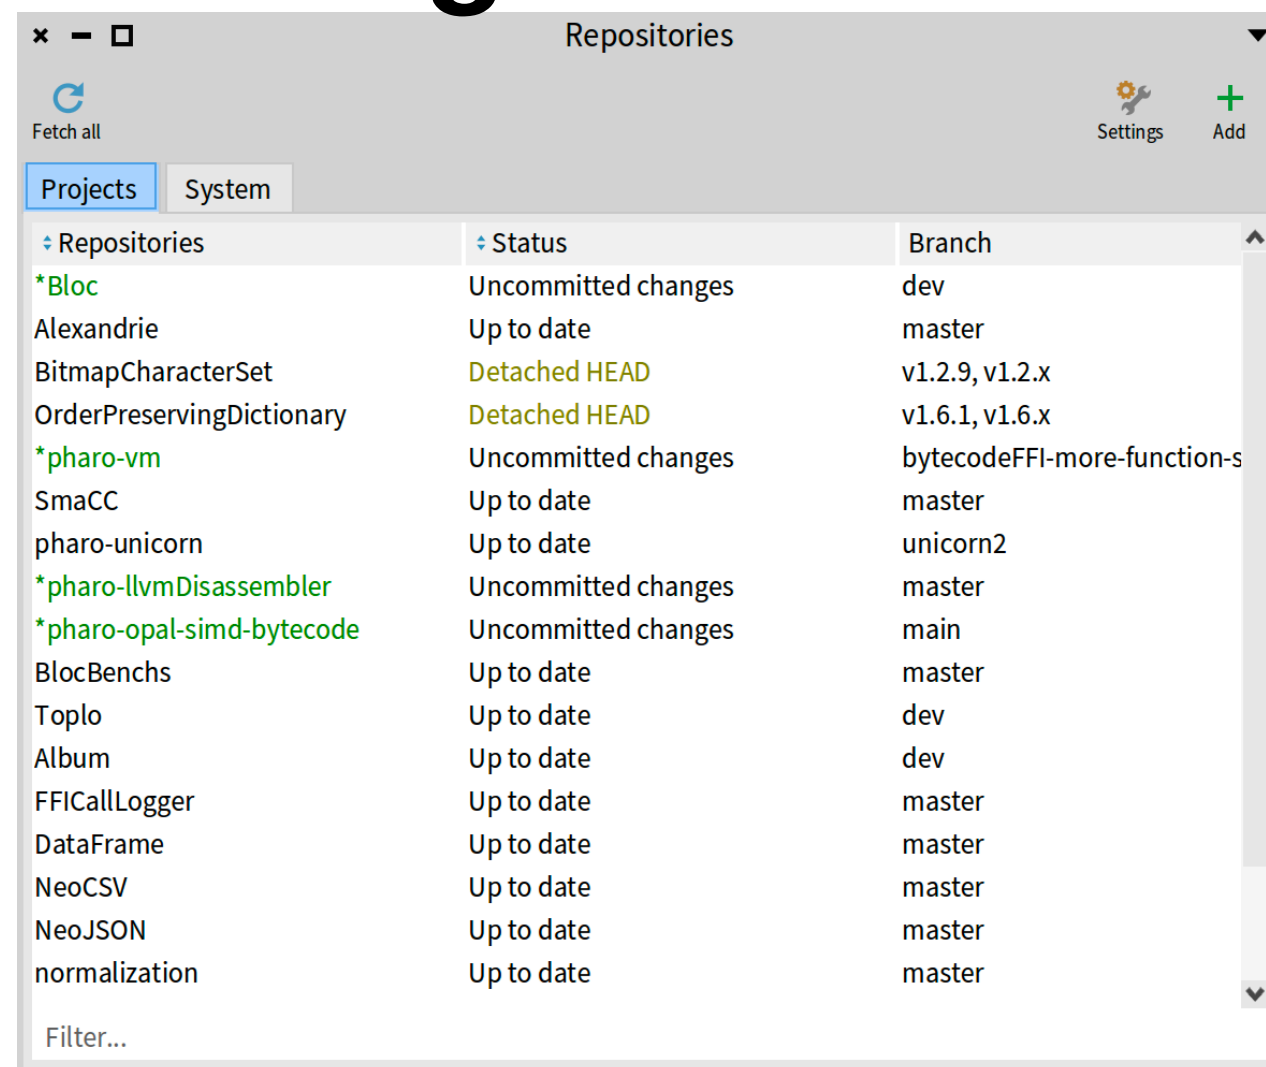 Repositories
Fetch all
Settings
Add
Projects
System
Repositories Status Branch
*Bloc Uncommitted changes dev
Alexandrie Up to date master
BitmapCharacterSet Detached HEAD v1.2.9, v1.2.x
OrderPreservingDictionary Detached HEAD v1.6.1, v1.6.x
*pharo-vm Uncommitted changes bytecodeFFI-more-function-s
SmaCC Up to date master
pharo-unicorn Up to date unicorn2
*pharo-llvmDisassembler Uncommitted changes master
*pharo-opal-simd-bytecode Uncommitted changes main
BlocBenchs Up to date master
Toplo Up to date dev
Album Up to date dev
FFICallLogger Up to date master
DataFrame Up to date master
NeoCSV Up to date master
NeoJSON Up to date master
normalization Up to date master
Filter...